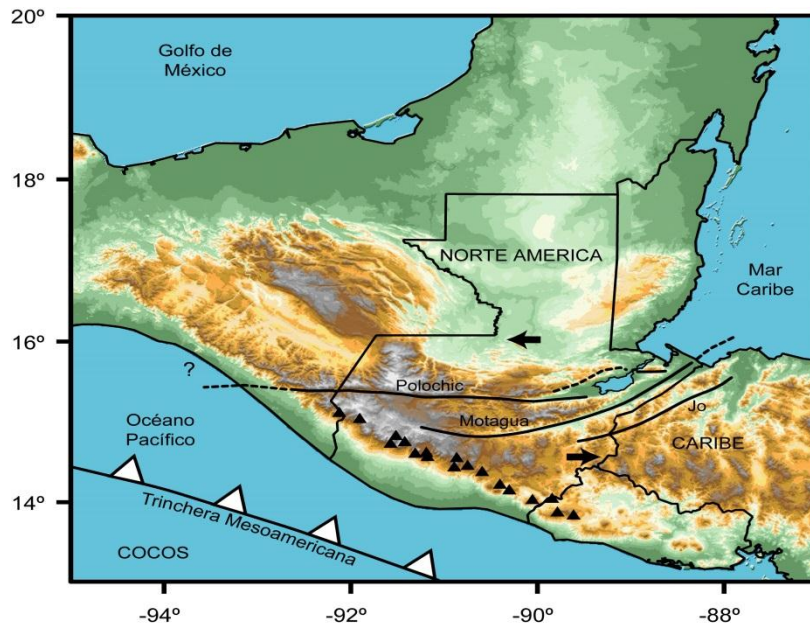 20º
Golfo de
México
18º
NORTE AMERICA
Mar
Caribe
16º
?
Polochic
Motagua
Jo
Océano
Pacífico
CARIBE
14º
Trinchera Mesoamericana
COCOS
-94º
-92º
-90º
-88º